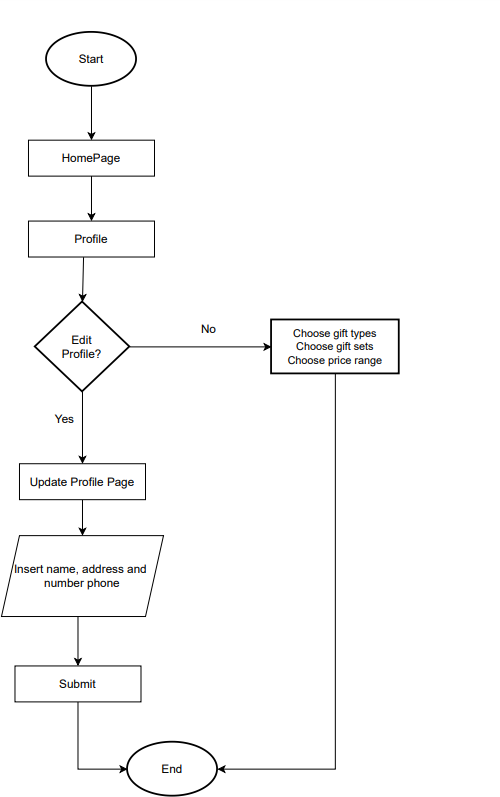 Start
HomePage
Profile
Edit
Profile?
No
Choose gift types
Choose gift sets
Choose price range
Yes
Update Profile Page
Insert name, address and
number phone
Submit
End